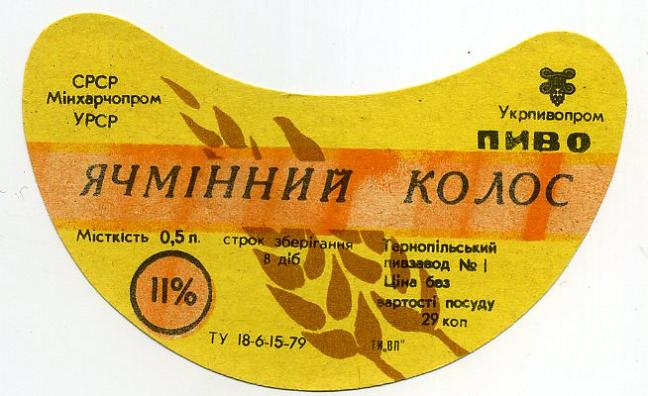 СРСР
Мінхарчопром
УРСР
Укрпивопром
ПИВО
ЯЧМІННИЙ КОЛОС
Місткість 0,5 л.
строк зберігання
8 діб
11%
ТУ 18-6-15-79
Тернопільський
пивзавод № 1
Ціна без
вартості посуду
29 коп
ТИ „ВП"